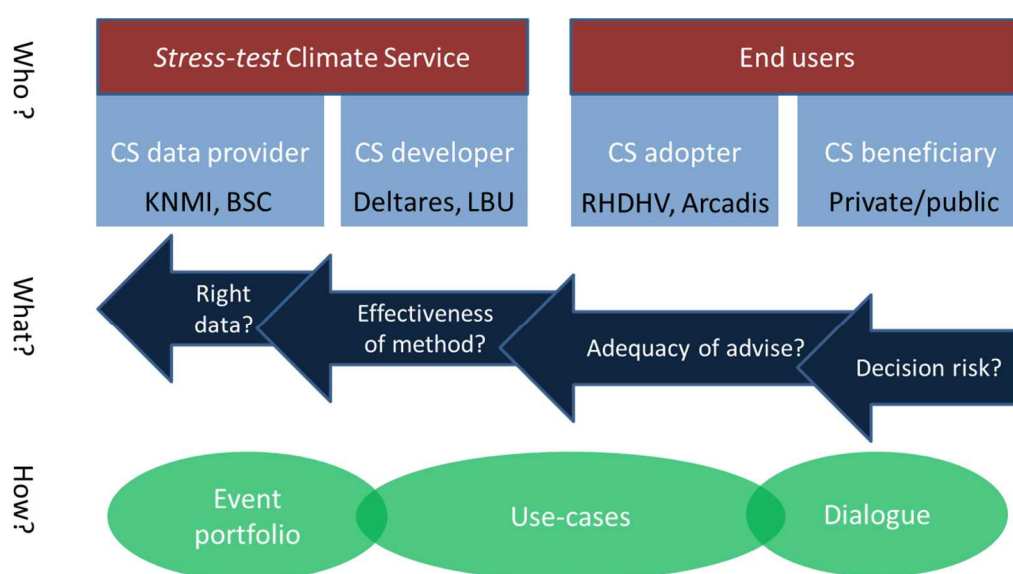 Who ?
Stress-test Climate Service
End users
CS data provider
KNMI, BSC
CS developer
Deltares, LBU
CS adopter
RHDHV, Arcadis
CS beneficiary
Private/public
What?
Right
data?
Effectiveness
of method?
Adequacy of advise?
Decision risk?
How?
Event
portfolio
Use-cases
Dialogue